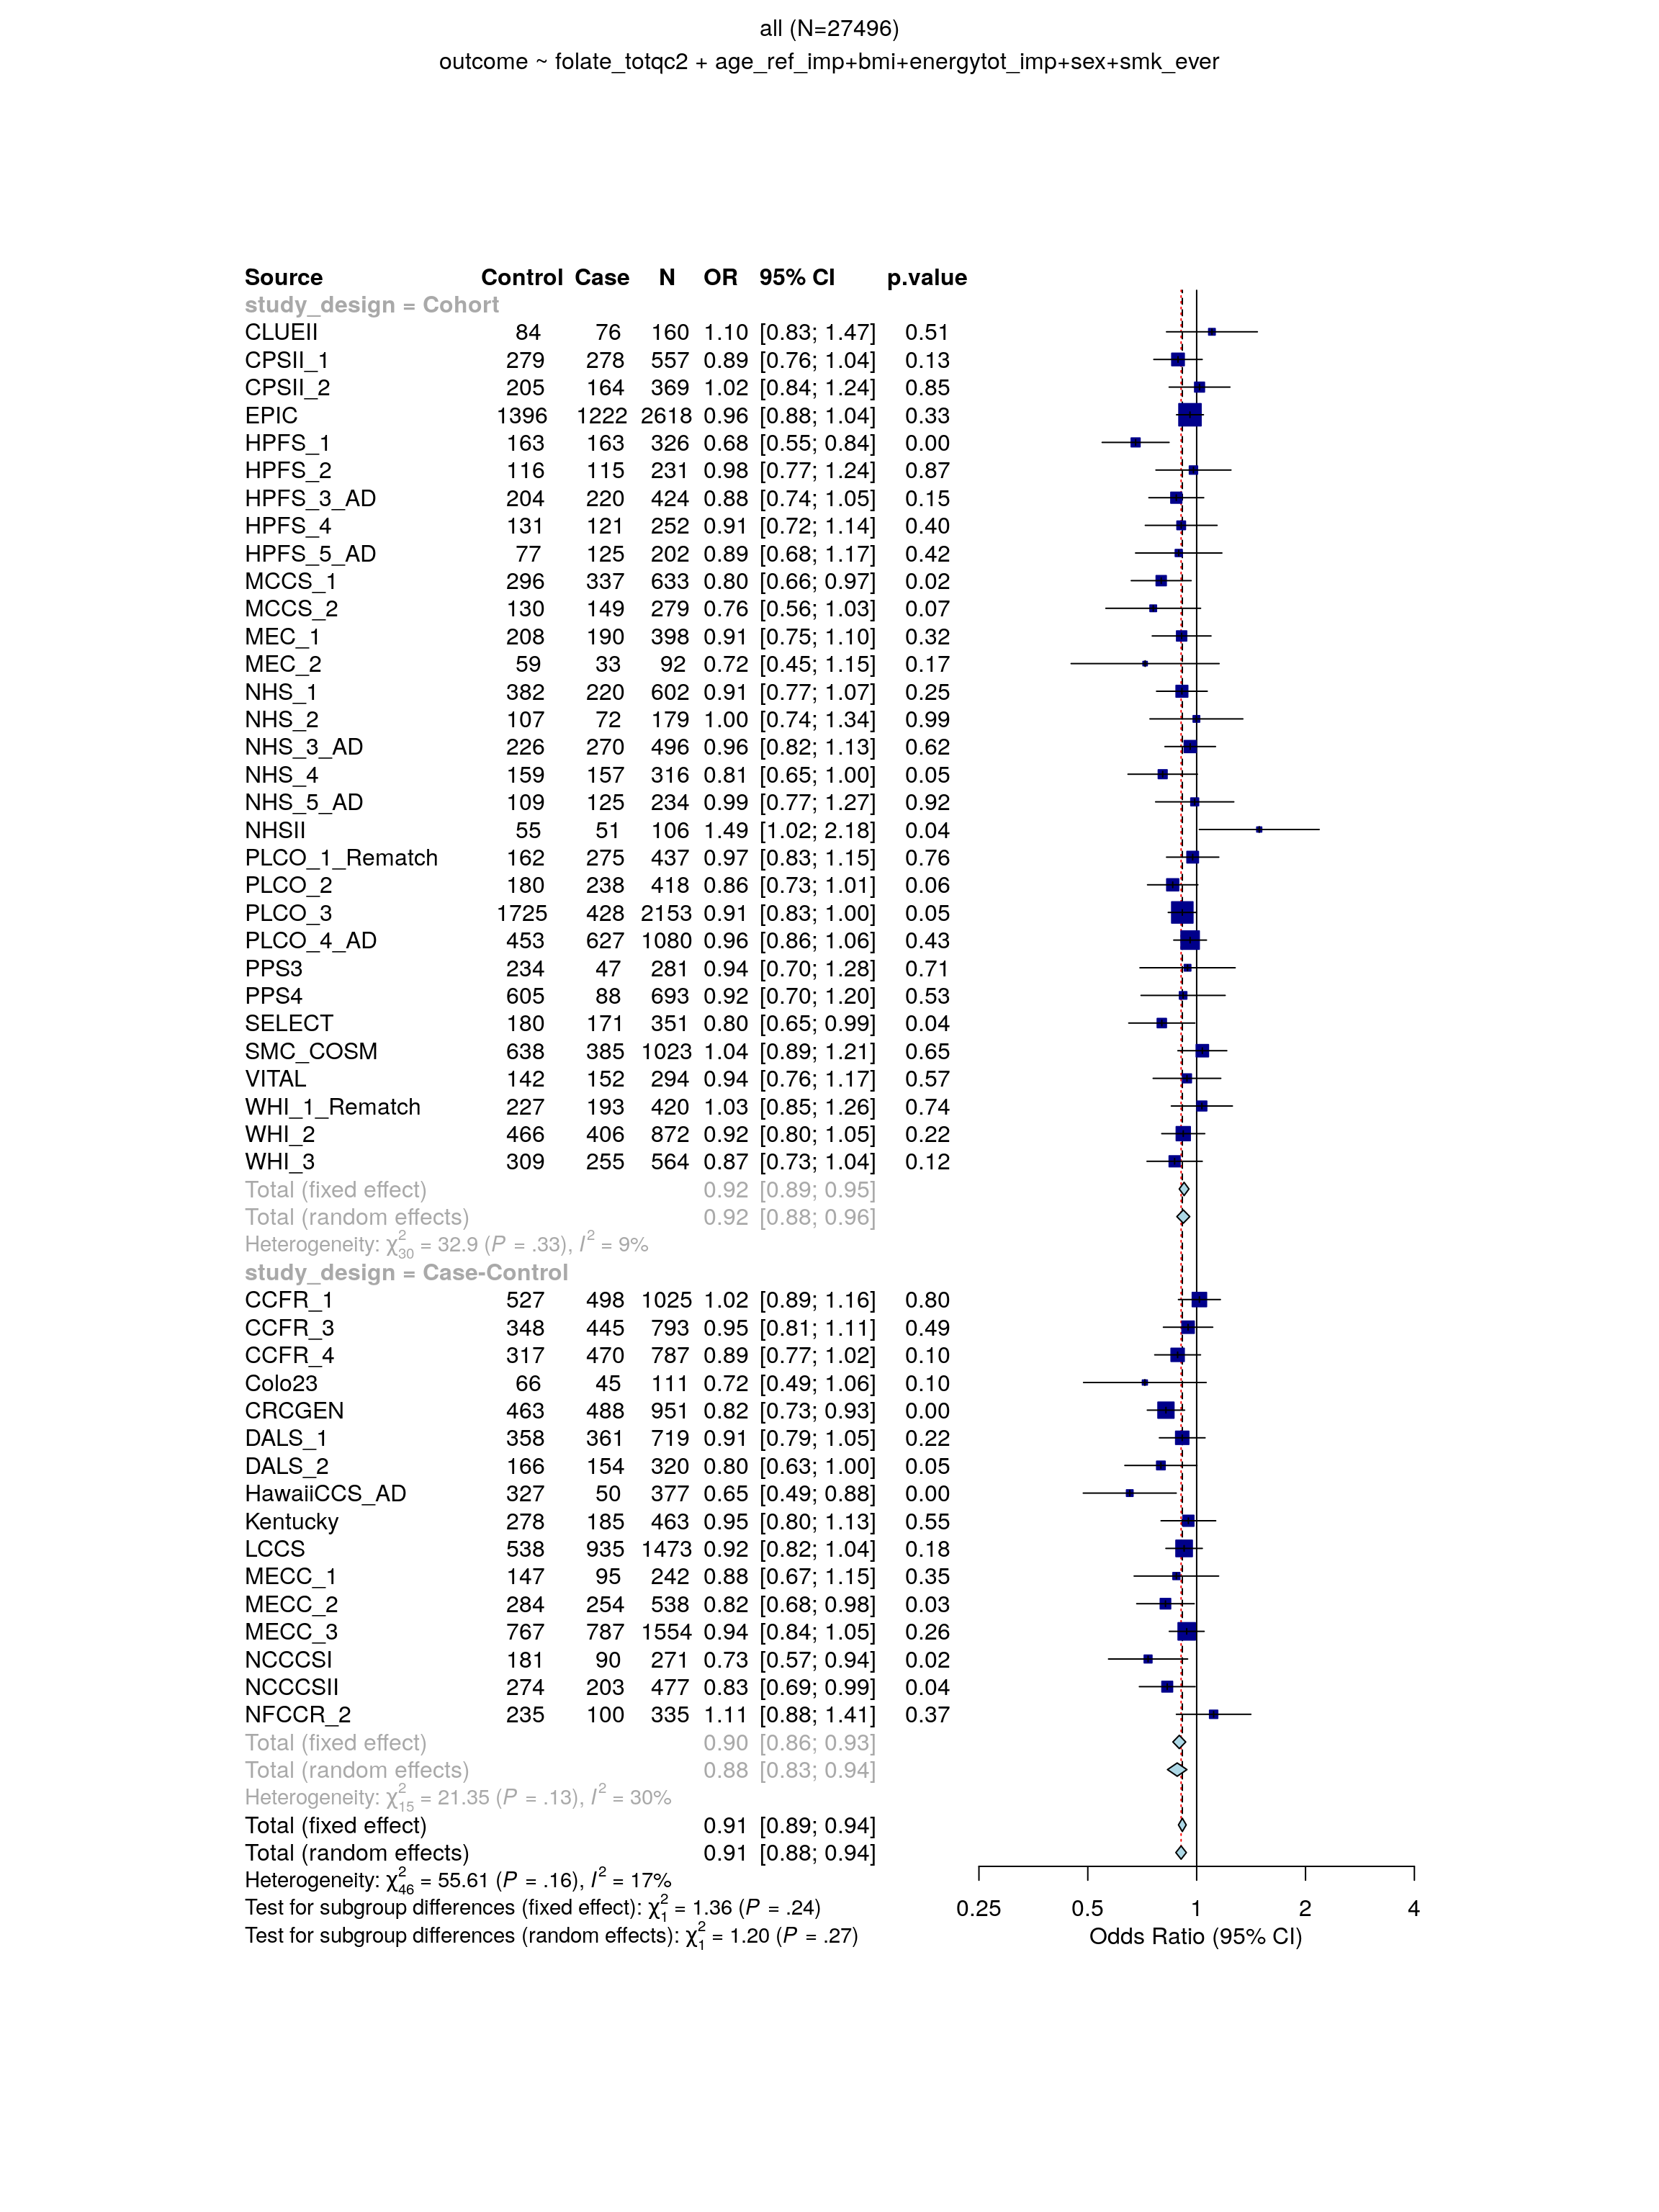 all (N=27496)
outcome ~ folate_totqc2 + age_ref_imp+bmi+energytot_imp+sex+smk_ever
Source Control Case N OR 95% CI p.value
study_design = Cohort
CLUEII 84 76 160 1.10 [0.83; 1.47] 0.51
CPSII_1 279 278 557 0.89 [0.76; 1.04] 0.13
CPSII_2 205 164 369 1.02 [0.84; 1.24] 0.85
EPIC 1396 1222 2618 0.96 [0.88; 1.04] 0.33
HPFS_1 163 163 326 0.68 [0.55; 0.84] 0.00
HPFS_2 116 115 231 0.98 [0.77; 1.24] 0.87
HPFS_3_AD 204 220 424 0.88 [0.74; 1.05] 0.15
HPFS_4 131 121 252 0.91 [0.72; 1.14] 0.40
HPFS_5_AD 77 125 202 0.89 [0.68; 1.17] 0.42
MCCS_1 296 337 633 0.80 [0.66; 0.97] 0.02
MCCS_2 130 149 279 0.76 [0.56; 1.03] 0.07
MEC_1 208 190 398 0.91 [0.75; 1.10] 0.32
MEC_2 59 33 92 0.72 [0.45; 1.15] 0.17
NHS_1 382 220 602 0.91 [0.77; 1.07] 0.25
NHS_2 107 72 179 1.00 [0.74; 1.34] 0.99
NHS_3_AD 226 270 496 0.96 [0.82; 1.13] 0.62
NHS_4 159 157 316 0.81 [0.65; 1.00] 0.05
NHS_5_AD 109 125 234 0.99 [0.77; 1.27] 0.92
NHSII 55 51 106 1.49 [1.02; 2.18] 0.04
PLCO_1_Rematch 162 275 437 0.97 [0.83; 1.15] 0.76
PLCO_2 180 238 418 0.86 [0.73; 1.01] 0.06
PLCO_3 1725 428 2153 0.91 [0.83; 1.00] 0.05
PLCO_4_AD 453 627 1080 0.96 [0.86; 1.06] 0.43
PPS3 234 47 281 0.94 [0.70; 1.28] 0.71
PPS4 605 88 693 0.92 [0.70; 1.20] 0.53
SELECT 180 171 351 0.80 [0.65; 0.99] 0.04
SMC_COSM 638 385 1023 1.04 [0.89; 1.21] 0.65
VITAL 142 152 294 0.94 [0.76; 1.17] 0.57
WHI_1_Rematch 227 193 420 1.03 [0.85; 1.26] 0.74
WHI_2 466 406 872 0.92 [0.80; 1.05] 0.22
WHI_3 309 255 564 0.87 [0.73; 1.04] 0.12
Total (fixed effect) 0.92 [0.89; 0.95]
Total (random effects) 0.92 [0.88; 0.96]
Heterogeneity: χ²₃₀ = 32.9 (P = .33), I² = 9%
study_design = Case-Control
CCFR_1 527 498 1025 1.02 [0.89; 1.16] 0.80
CCFR_3 348 445 793 0.95 [0.81; 1.11] 0.49
CCFR_4 317 470 787 0.89 [0.77; 1.02] 0.10
Colo23 66 45 111 0.72 [0.49; 1.06] 0.10
CRCGEN 463 488 951 0.82 [0.73; 0.93] 0.00
DALS_1 358 361 719 0.91 [0.79; 1.05] 0.22
DALS_2 166 154 320 0.80 [0.63; 1.00] 0.05
HawaiiCCS_AD 327 50 377 0.65 [0.49; 0.88] 0.00
Kentucky 278 185 463 0.95 [0.80; 1.13] 0.55
LCCS 538 935 1473 0.92 [0.82; 1.04] 0.18
MECC_1 147 95 242 0.88 [0.67; 1.15] 0.35
MECC_2 284 254 538 0.82 [0.68; 0.98] 0.03
MECC_3 767 787 1554 0.94 [0.84; 1.05] 0.26
NCCCSI 181 90 271 0.73 [0.57; 0.94] 0.02
NCCCSII 274 203 477 0.83 [0.69; 0.99] 0.04
NFCCR_2 235 100 335 1.11 [0.88; 1.41] 0.37
Total (fixed effect) 0.90 [0.86; 0.93]
Total (random effects) 0.88 [0.83; 0.94]
Heterogeneity: χ²₁₅ = 21.35 (P = .13), I² = 30%
Total (fixed effect) 0.91 [0.89; 0.94]
Total (random effects) 0.91 [0.88; 0.94]
Heterogeneity: χ²₄₆ = 55.61 (P = .16), I² = 17%
Test for subgroup differences (fixed effect): χ²₁ = 1.36 (P = .24)
Test for subgroup differences (random effects): χ²₁ = 1.20 (P = .27)
0.25 0.5 1 2 4
Odds Ratio (95% CI)